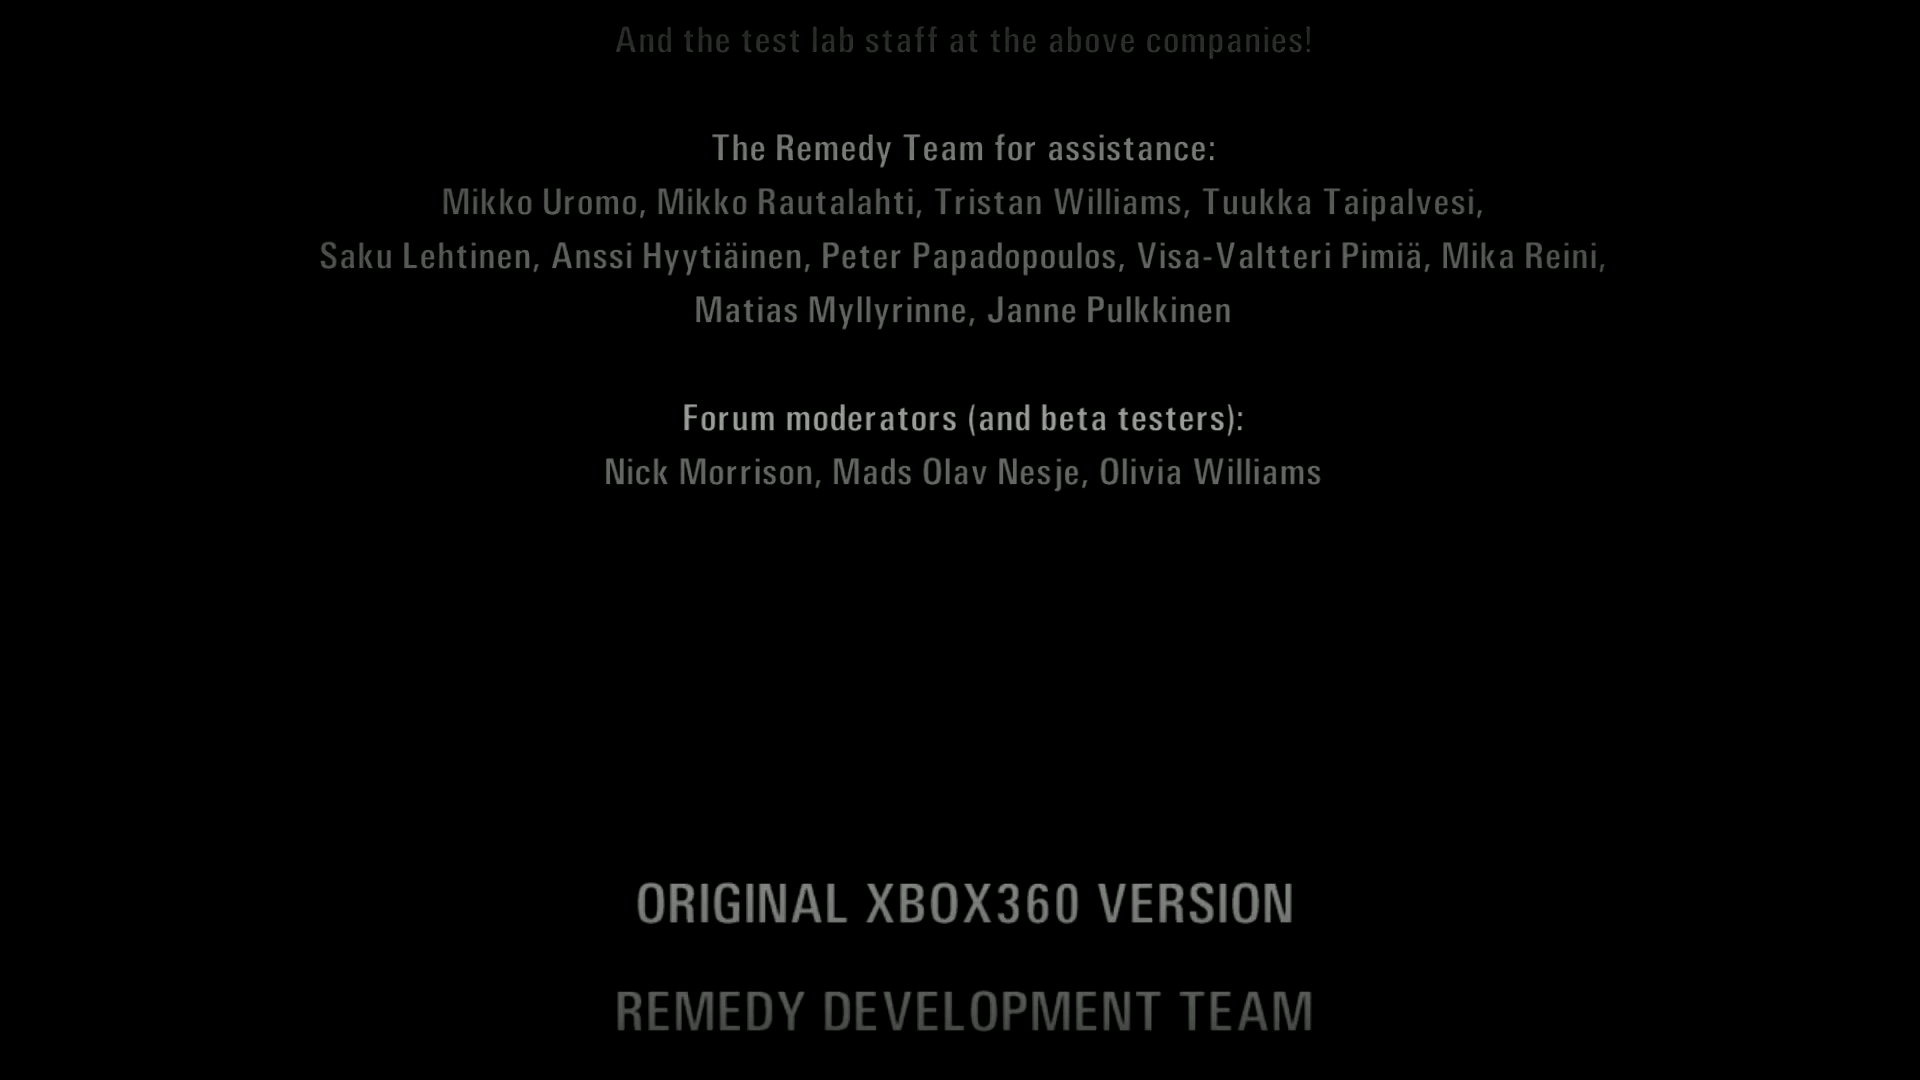 And the test lab staff at the above companies!
The Remedy Team for assistance:
Mikko Uromo, Mikko Rautalahti, Tristan Williams, Tuukka Taipalvesi,
Saku Lehtinen, Anssi Hyytiäinen, Peter Papadopoulos, Visa-Valtteri Pimiä, Mika Reini,
Matias Myllyrinne, Janne Pulkkinen
Forum moderators (and beta testers):
Nick Morrison, Mads Olav Nesje, Olivia Williams
ORIGINAL XBOX360 VERSION
REMEDY DEVELOPMENT TEAM